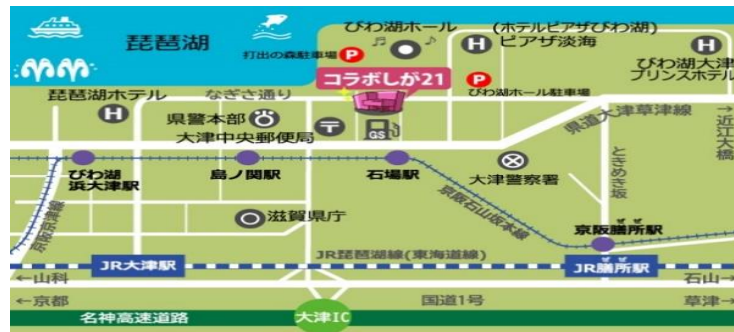 びわ湖ホール
(ホテルピアザびわ湖)
ピアザ淡海
琵琶湖
打出の森駐車場
P
H
H
コラボしが21
P
びわ湖ホール駐車場
びわ湖大津
プリンスホテル
琵琶湖ホテル
なぎさ通り
H
県警本部
大津中央郵便局
〒
GS
県道大津草津線
→近江大橋
びわ湖
浜大津駅
島ノ関駅
石場駅
大津警察署
ときめき坂
京阪京津線
滋賀県庁
京阪石山坂本線
ぜぜ
京阪膳所駅
JR琵琶湖線(東海道線)
JR大津駅
ぜぜ
JR膳所駅
←山科
石山→
←京都
国道1号
草津→
名神高速道路
大津IC